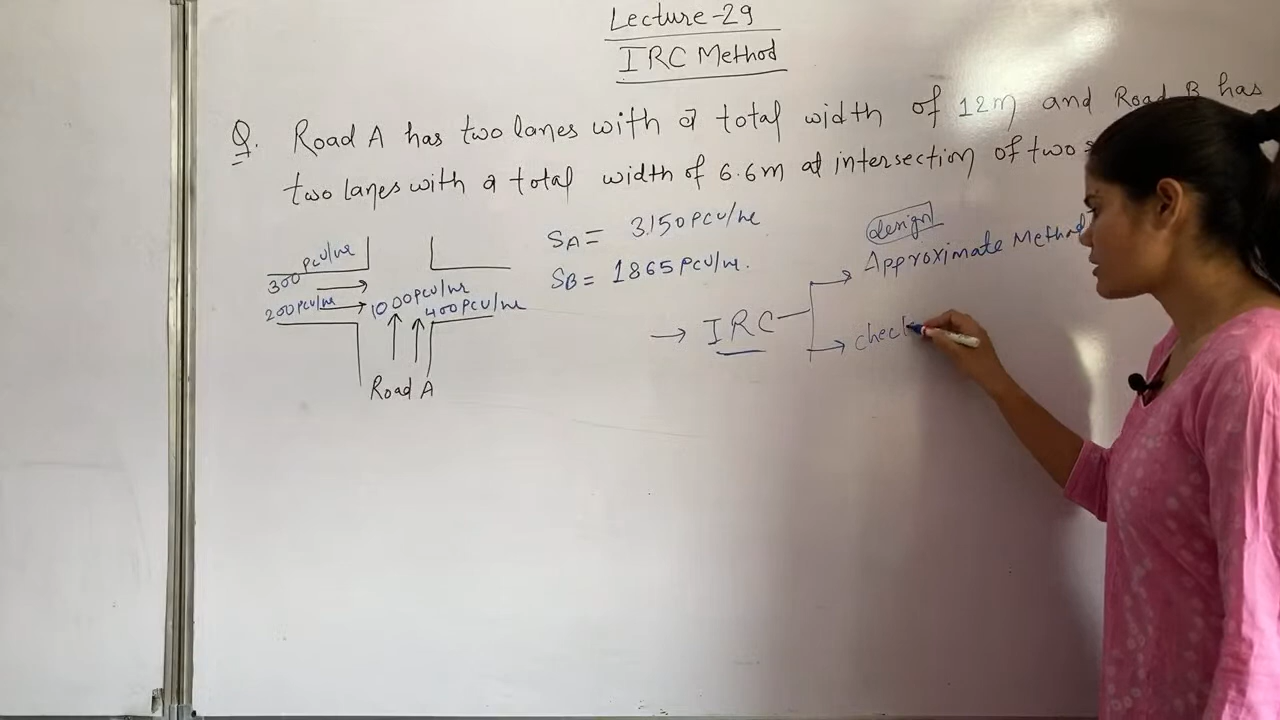 Lecture-29
IRC Method
Q. Road A has two lanes with a total width of 12m and Road B has
two lanes with a total width of 6.6m at intersection of two
300 PCU/hr
200 PCU/hr
1000 PCU/hr
400 PCU/hr
Road A
SA = 3150 PCU/hr
SB = 1865 PCU/hr.
→ IRC
design
Approximate Method
check